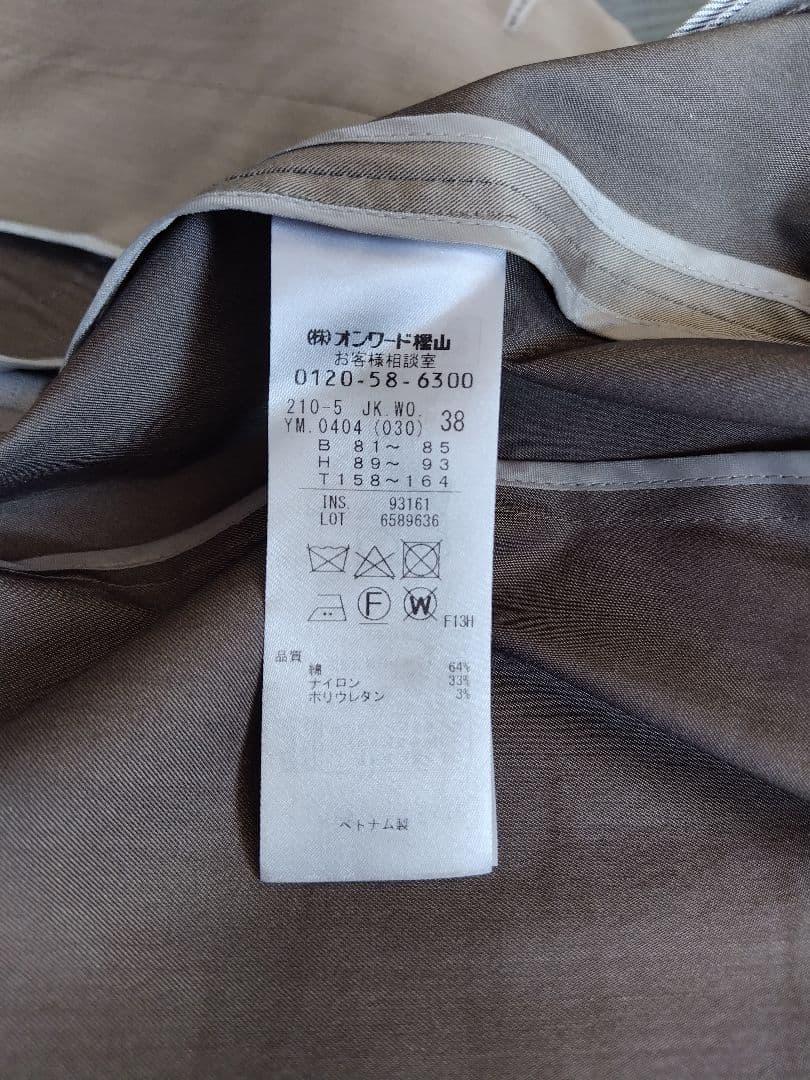 (株)オンワード樫山
お客様相談室
0120-58-6300
210-5 JK.WO. 38
YM.0404(030)
B 81～ 85
H 89～ 93
T158～164
INS. 93161
LOT 6589636
F W F13H
品質
綿 64%
ナイロン 33%
ポリウレタン 3%
ベトナム製